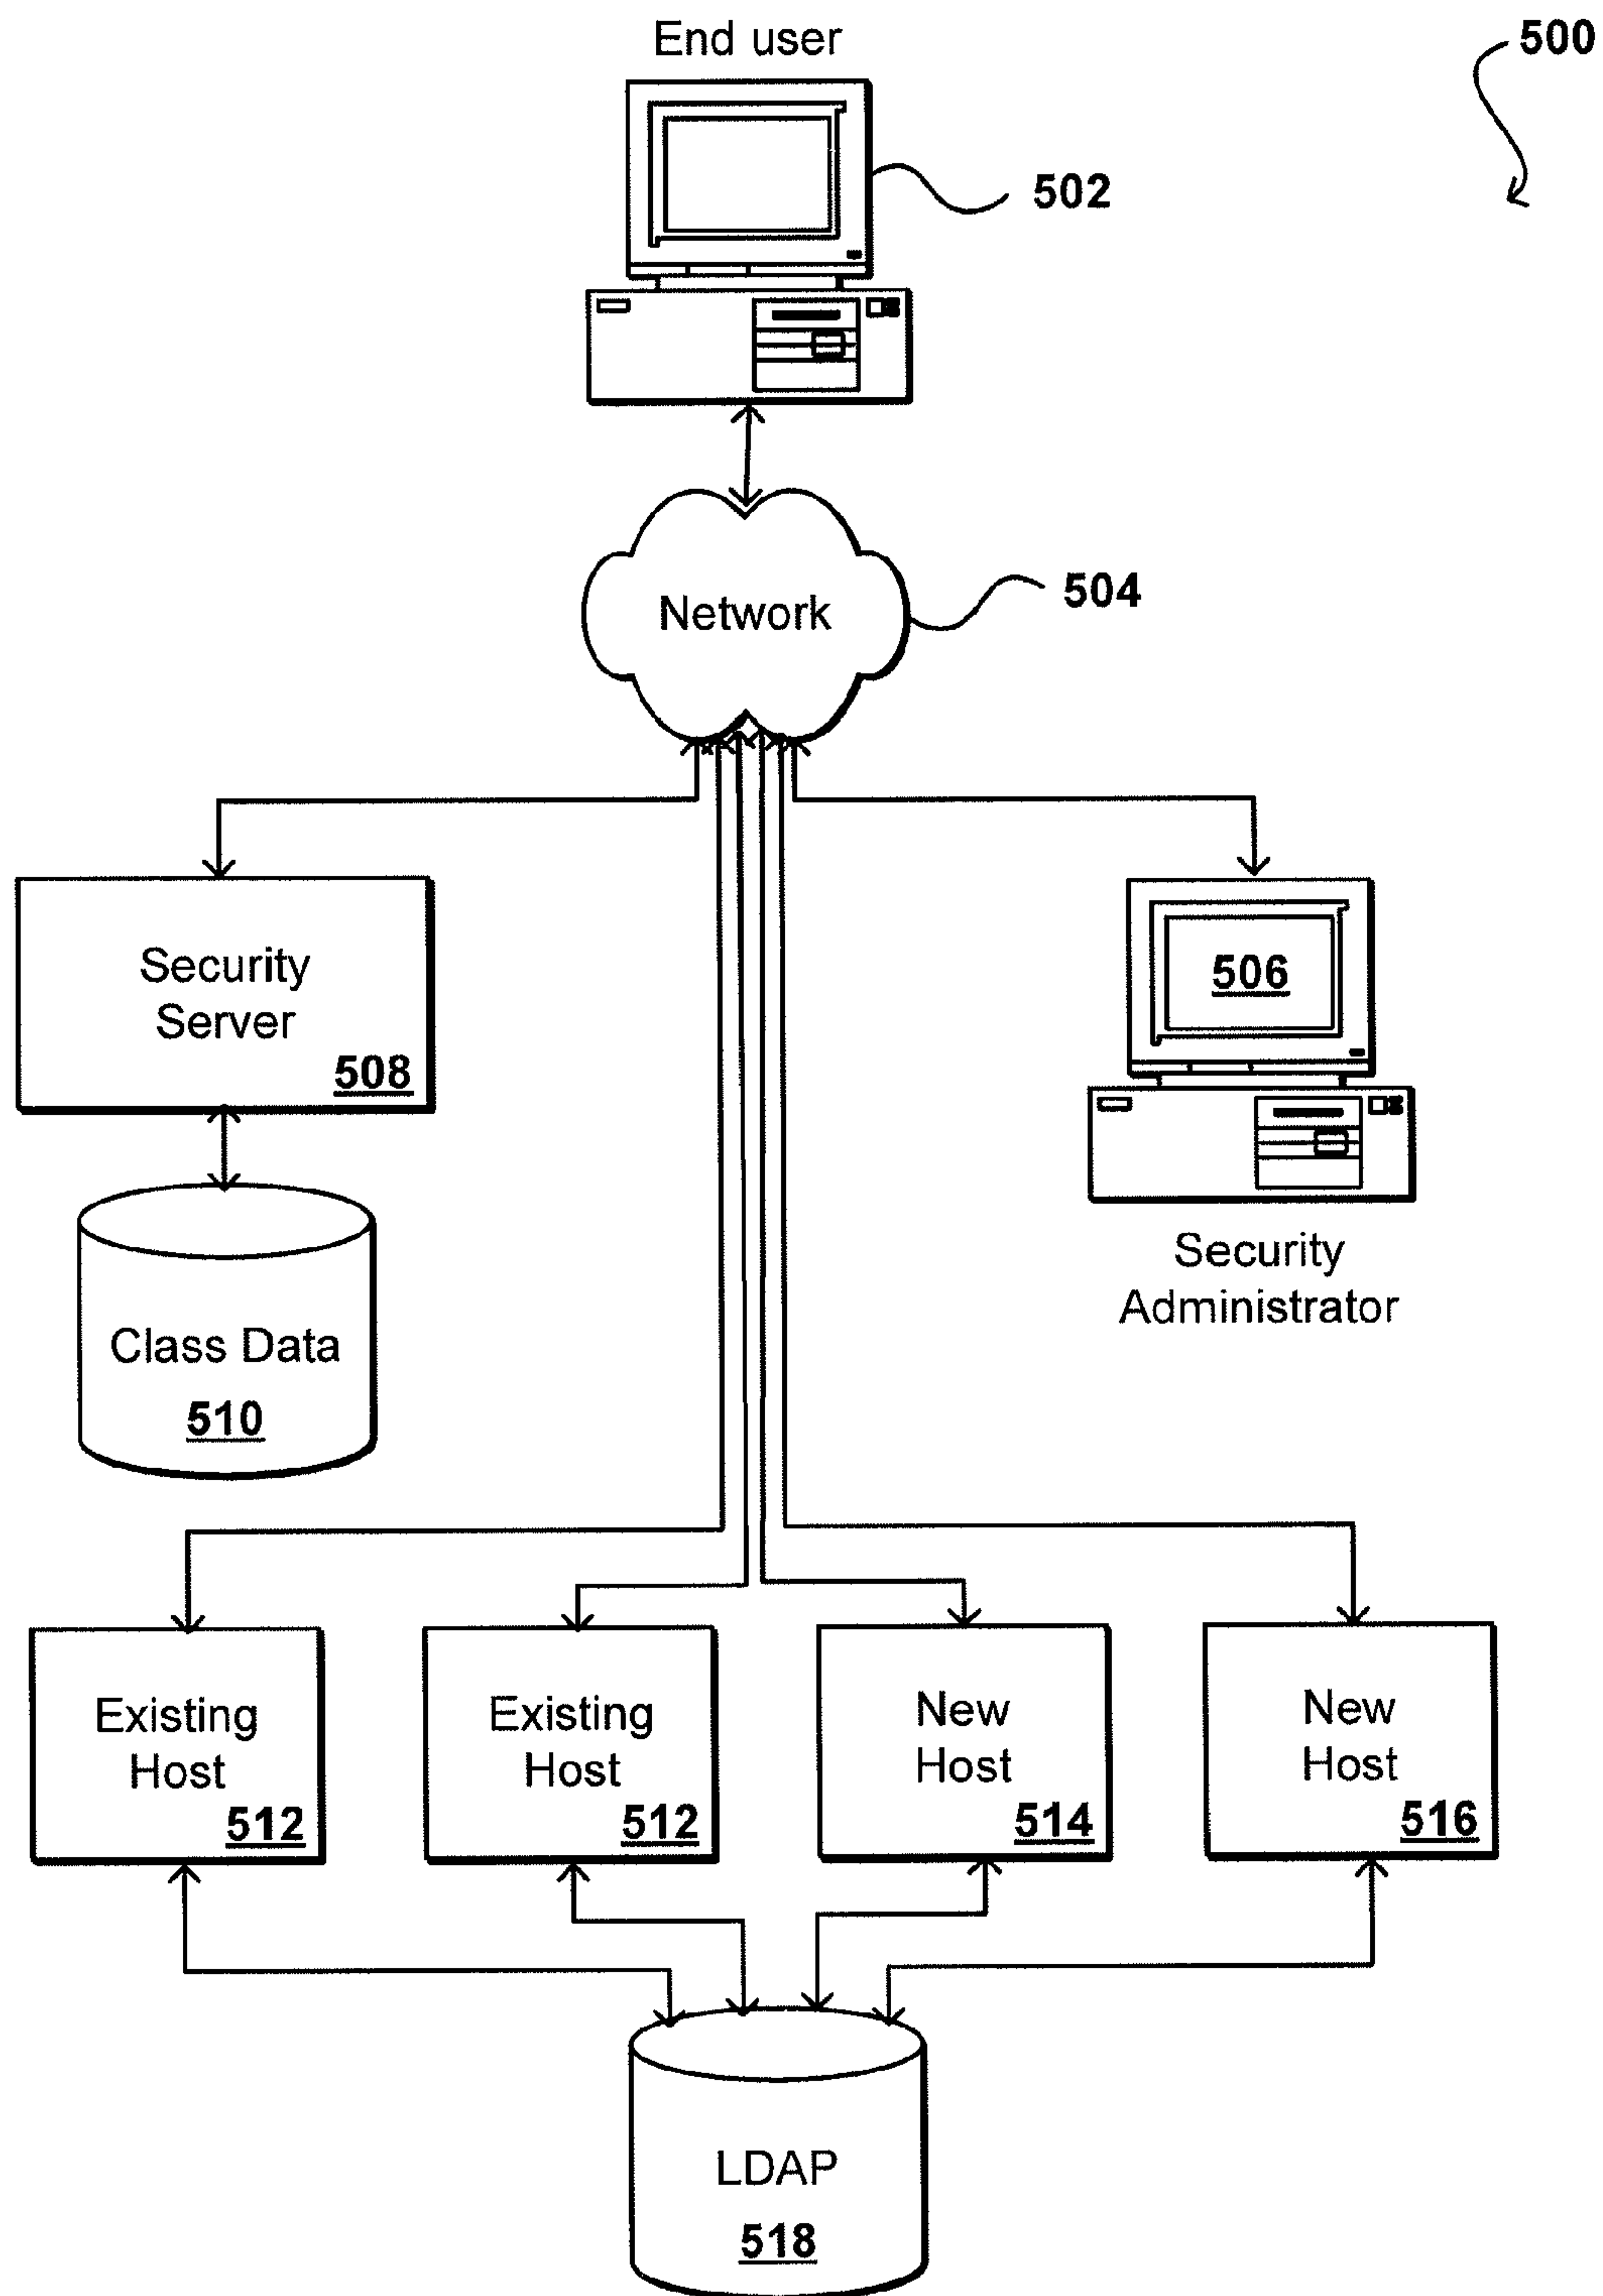 End user
500
502
Network
504
Security
Server
508
506
Security
Administrator
Class Data
510
Existing
Host
512
Existing
Host
512
New
Host
514
New
Host
516
LDAP
518